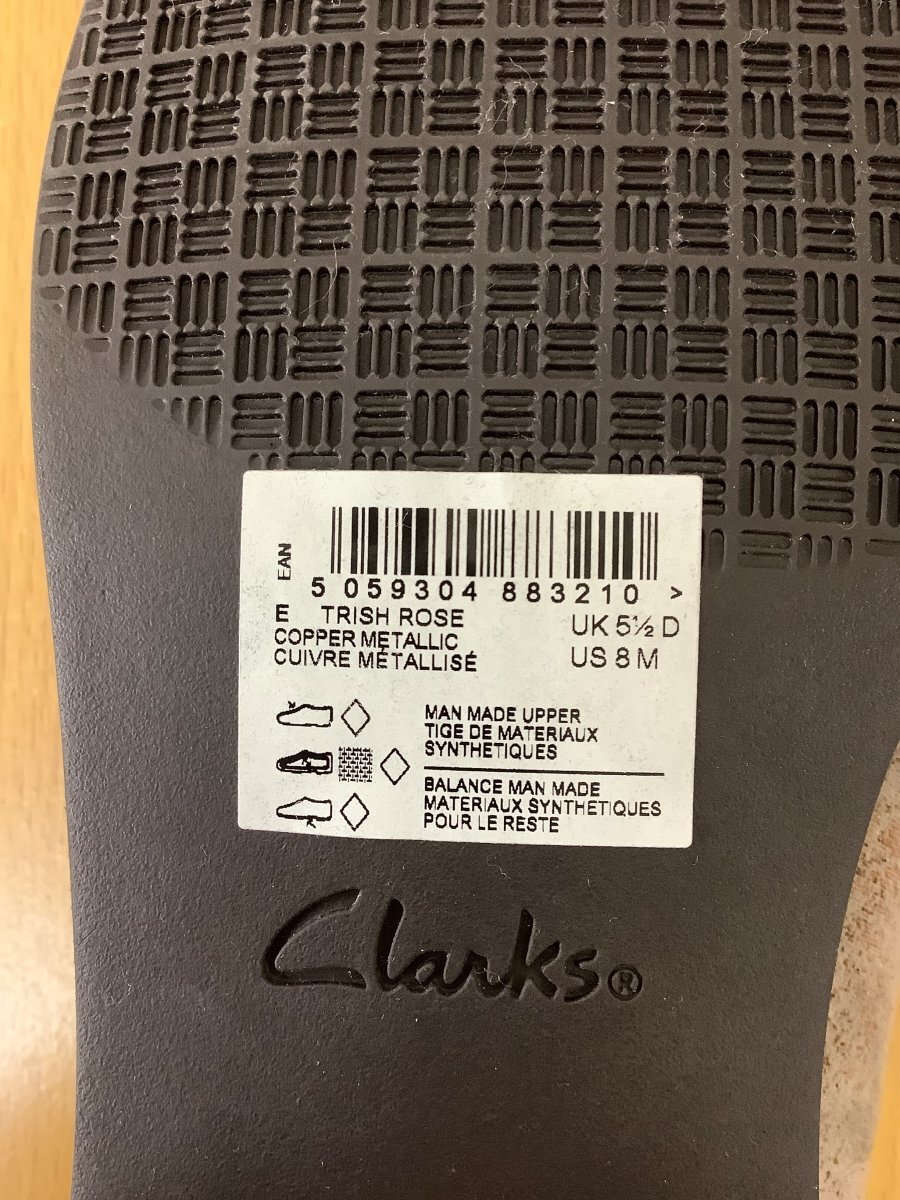 EAN
5 059304 883210 >
E TRISH ROSE
COPPER METALLIC
CUIVRE MÉTALLISÉ
UK 5½ D
US 8 M
MAN MADE UPPER
TIGE DE MATERIAUX
SYNTHETIQUES
BALANCE MAN MADE
MATERIAUX SYNTHETIQUES
POUR LE RESTE
Clarks®